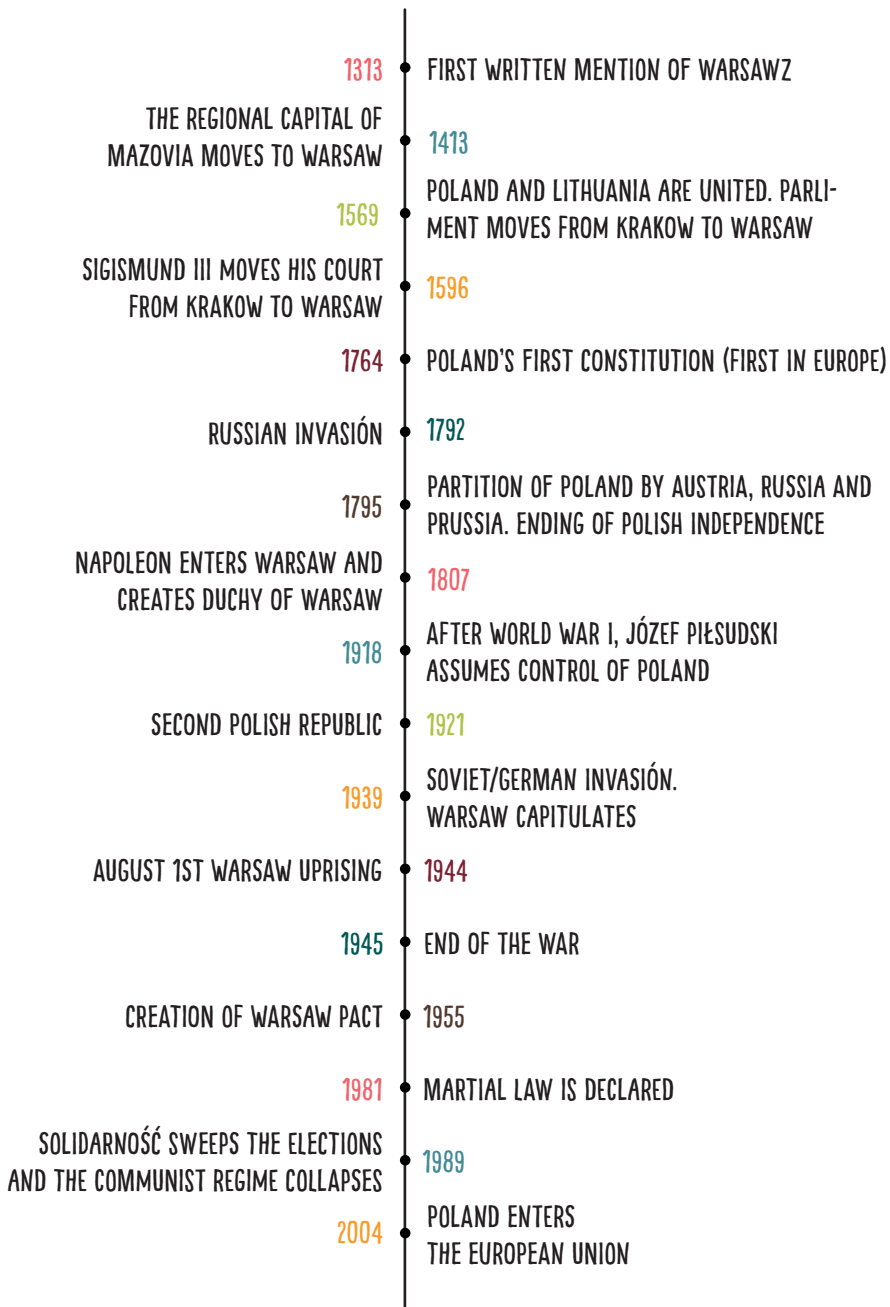 1313
FIRST WRITTEN MENTION OF WARSAWZ
THE REGIONAL CAPITAL OF
MAZOVIA MOVES TO WARSAW
1413
1569
POLAND AND LITHUANIA ARE UNITED. PARLI-
MENT MOVES FROM KRAKOW TO WARSAW
SIGISMUND III MOVES HIS COURT
FROM KRAKOW TO WARSAW
1596
1764
POLAND'S FIRST CONSTITUTION (FIRST IN EUROPE)
RUSSIAN INVASIÓN
1792
1795
PARTITION OF POLAND BY AUSTRIA, RUSSIA AND
PRUSSIA. ENDING OF POLISH INDEPENDENCE
NAPOLEON ENTERS WARSAW AND
CREATES DUCHY OF WARSAW
1807
1918
AFTER WORLD WAR I, JÓZEF PIŁSUDSKI
ASSUMES CONTROL OF POLAND
SECOND POLISH REPUBLIC
1921
1939
SOVIET/GERMAN INVASIÓN.
WARSAW CAPITULATES
AUGUST 1ST WARSAW UPRISING
1944
1945
END OF THE WAR
CREATION OF WARSAW PACT
1955
1981
MARTIAL LAW IS DECLARED
SOLIDARNOŚĆ SWEEPS THE ELECTIONS
AND THE COMMUNIST REGIME COLLAPSES
1989
2004
POLAND ENTERS
THE EUROPEAN UNION